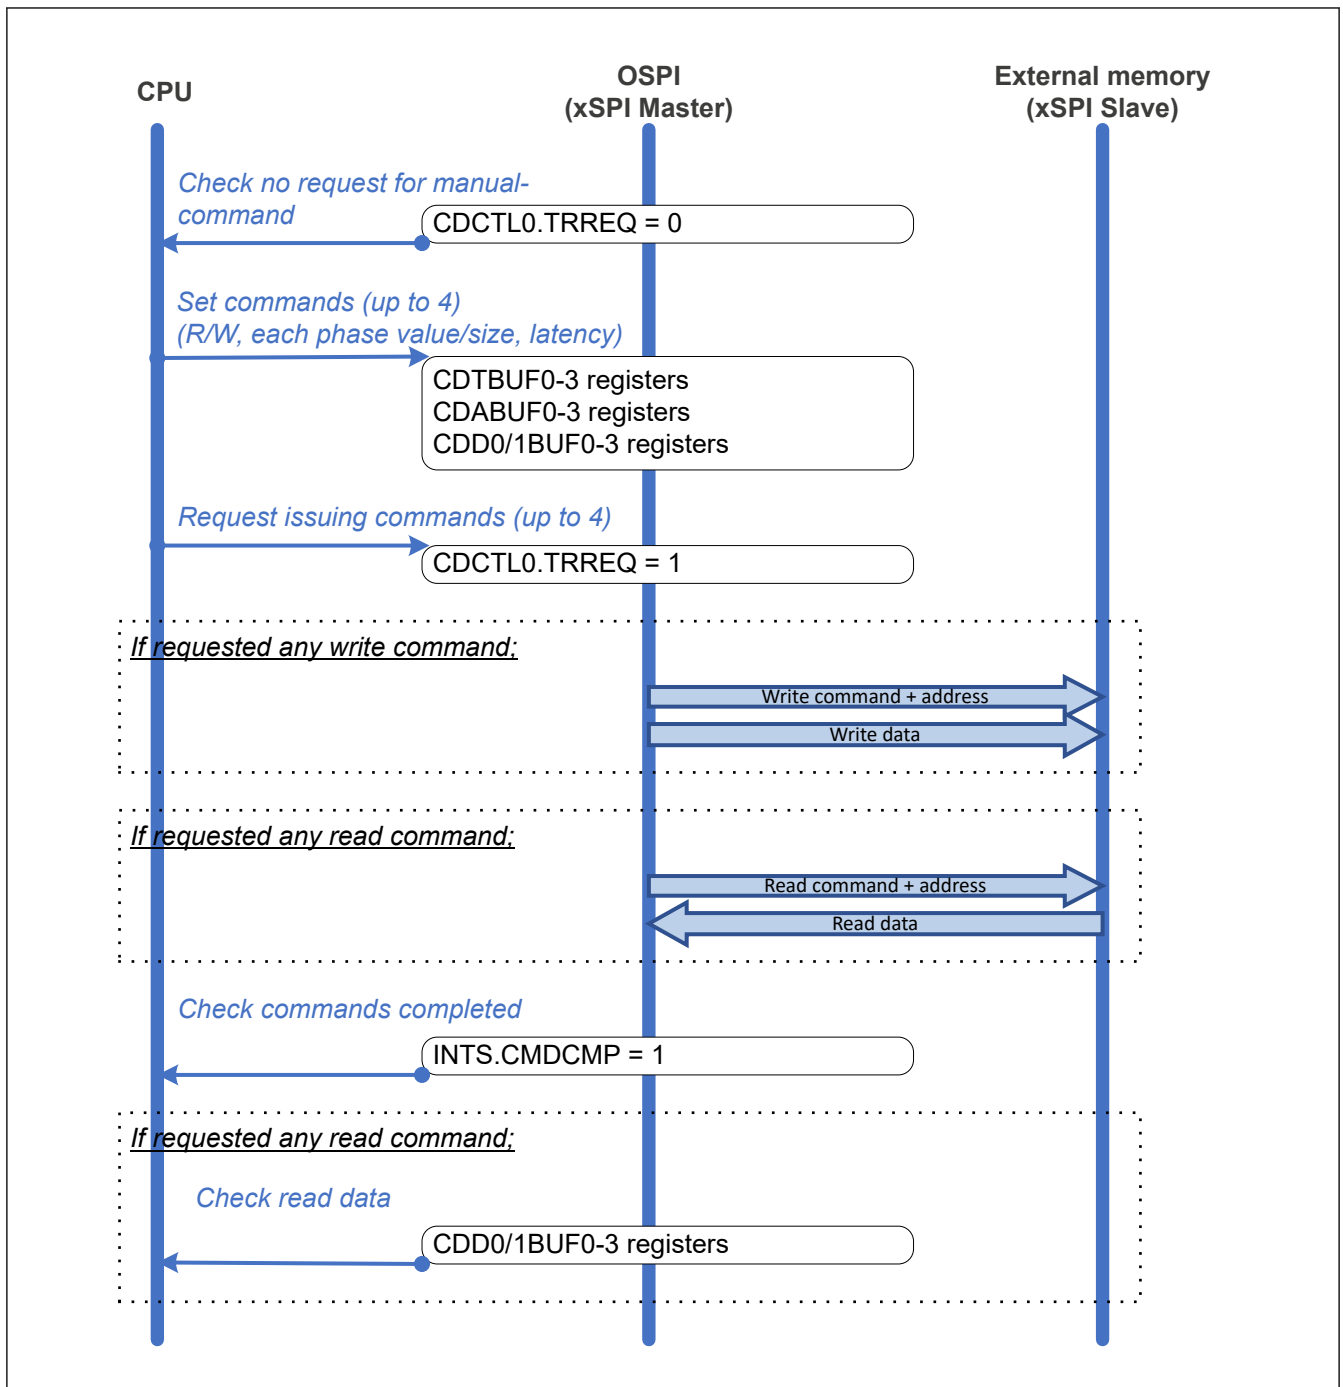 CPU
OSPI
(xSPI Master)
External memory
(xSPI Slave)
Check no request for manual-
command
CDCTL0.TRREQ = 0
Set commands (up to 4)
(R/W, each phase value/size, latency)
CDTBUF0-3 registers
CDABUF0-3 registers
CDD0/1BUF0-3 registers
Request issuing commands (up to 4)
CDCTL0.TRREQ = 1
If requested any write command;
Write command + address
Write data
If requested any read command;
Read command + address
Read data
Check commands completed
INTS.CMDCMP = 1
If requested any read command;
Check read data
CDD0/1BUF0-3 registers